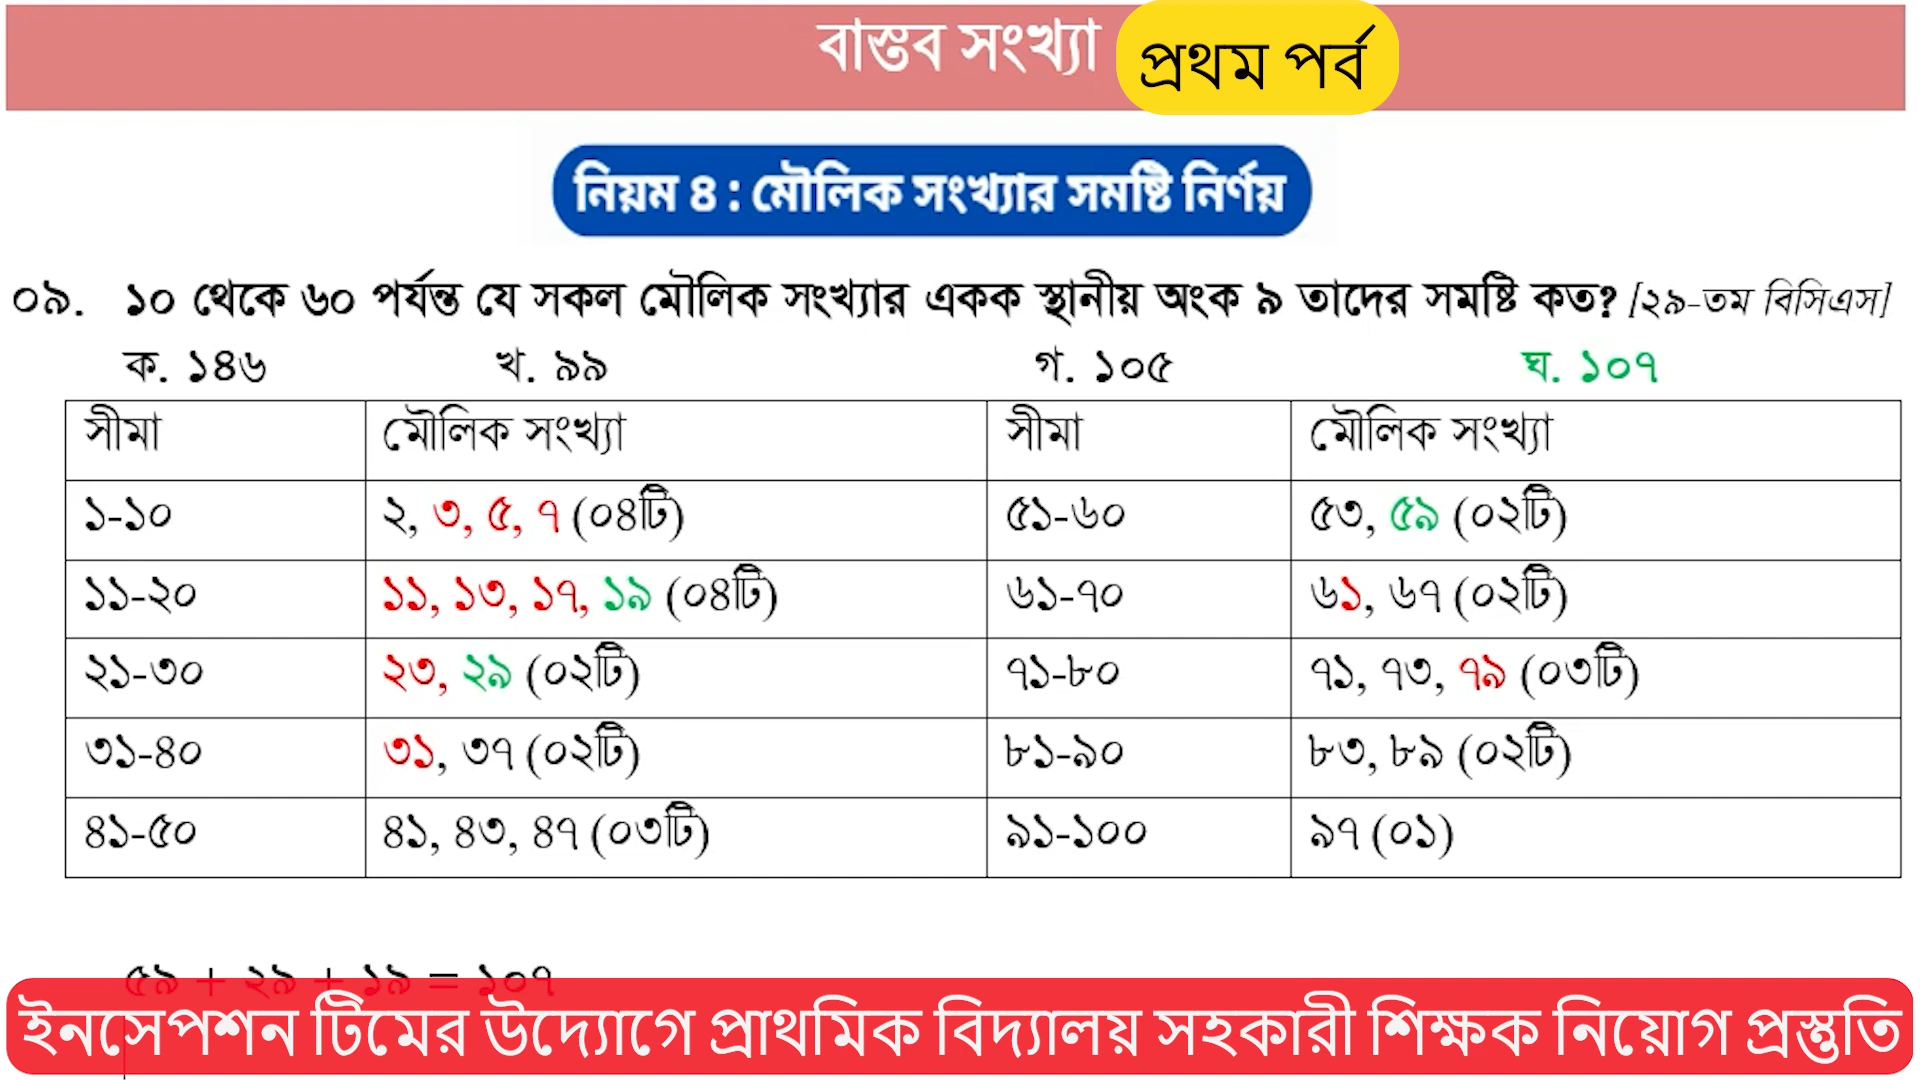 বাস্তব সংখ্যা প্রথম পর্ব
নিয়ম ৪ : মৌলিক সংখ্যার সমষ্টি নির্ণয়
০৯. ১০ থেকে ৬০ পর্যন্ত যে সকল মৌলিক সংখ্যার একক স্থানীয় অংক ৯ তাদের সমষ্টি কত? [২৯-তম বিসিএস]
ক. ১৪৬ খ. ৯৯ গ. ১০৫ ঘ. ১০৭
সীমা মৌলিক সংখ্যা সীমা মৌলিক সংখ্যা
১-১০ ২, ৩, ৫, ৭ (০৪টি) ৫১-৬০ ৫৩, ৫৯ (০২টি)
১১-২০ ১১, ১৩, ১৭, ১৯ (০৪টি) ৬১-৭০ ৬১, ৬৭ (০২টি)
২১-৩০ ২৩, ২৯ (০২টি) ৭১-৮০ ৭১, ৭৩, ৭৯ (০৩টি)
৩১-৪০ ৩১, ৩৭ (০২টি) ৮১-৯০ ৮৩, ৮৯ (০২টি)
৪১-৫০ ৪১, ৪৩, ৪৭ (০৩টি) ৯১-১০০ ৯৭ (০১)
৫৯ + ২৯ + ১৯ = ১০৭
ইনসেপশন টিমের উদ্যোগে প্রাথমিক বিদ্যালয় সহকারী শিক্ষক নিয়োগ প্রস্তুতি